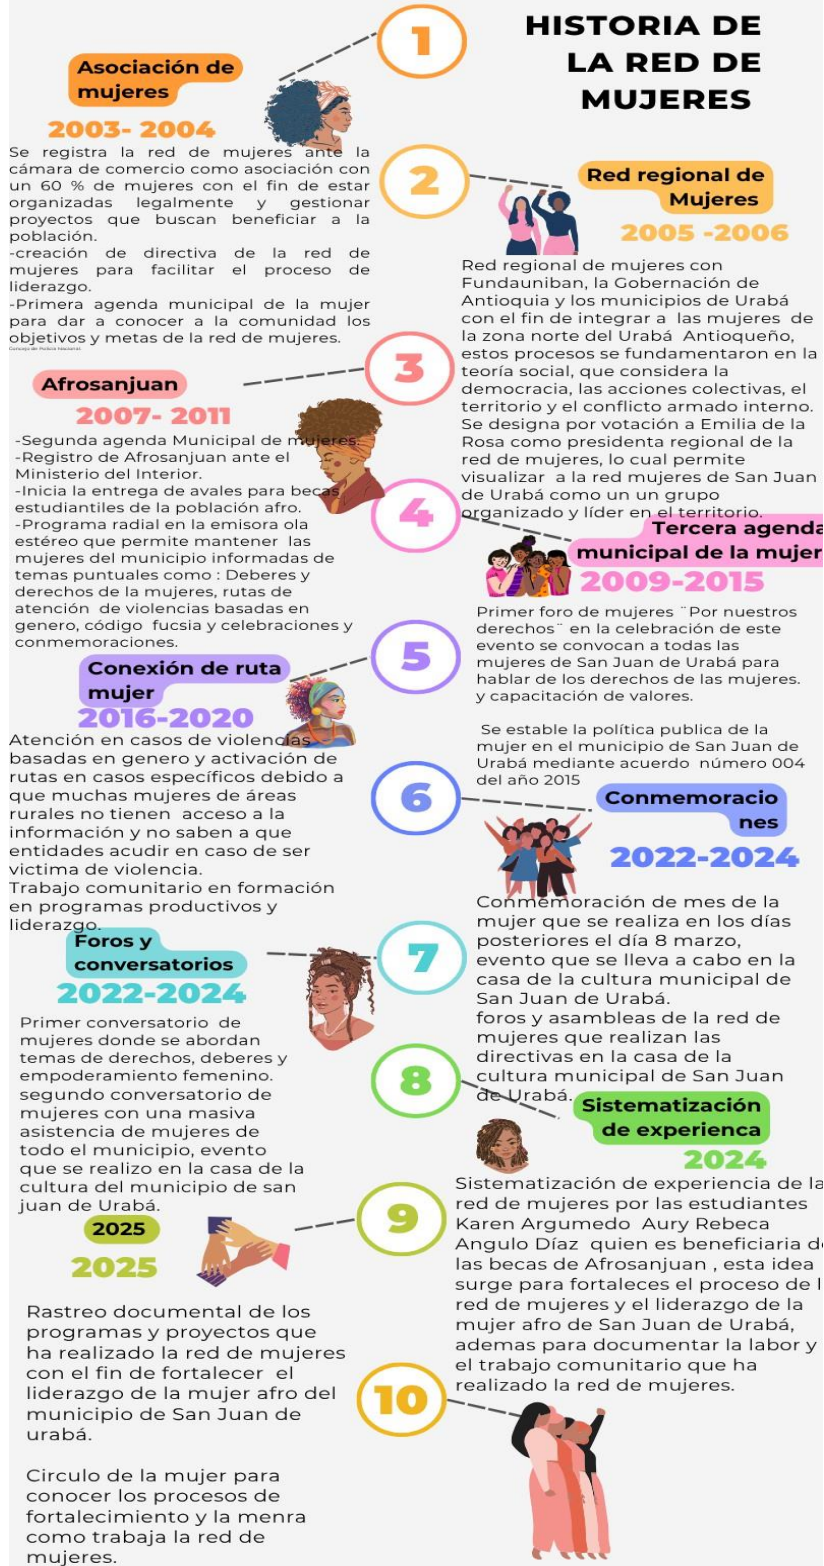 HISTORIA DE
LA RED DE
MUJERES
1
Asociación de
mujeres
2003- 2004
Se registra la red de mujeres ante la
cámara de comercio como asociación con
un 60 % de mujeres con el fin de estar
organizadas legalmente y gestionar
proyectos que buscan beneficiar a la
población.
-creación de directiva de la red de
mujeres para facilitar el proceso de
liderazgo.
-Primera agenda municipal de la mujer
para dar a conocer a la comunidad los
objetivos y metas de la red de mujeres.
2
Red regional de
Mujeres
2005 -2006
Red regional de mujeres con
Fundauniban, la Gobernación de
Antioquia y los municipios de Urabá
con el fin de integrar a las mujeres de
la zona norte del Urabá Antioqueño,
estos procesos se fundamentaron en la
teoría social, que considera la
democracia, las acciones colectivas, el
territorio y el conflicto armado interno.
Se designa por votación a Emilia de la
Rosa como presidenta regional de la
red de mujeres, lo cual permite
visualizar a la red mujeres de San Juan
de Urabá como un un grupo
organizado y líder en el territorio.
3
Afrosanjuan
2007- 2011
-Segunda agenda Municipal de mujeres.
-Registro de Afrosanjuan ante el
Ministerio del Interior.
-Inicia la entrega de avales para becas
estudiantiles de la población afro.
-Programa radial en la emisora ola
estéreo que permite mantener las
mujeres del municipio informadas de
temas puntuales como : Deberes y
derechos de la mujeres, rutas de
atención de violencias basadas en
genero, código fucsia y celebraciones y
conmemoraciones.
4
Tercera agenda
municipal de la mujer
2009-2015
Primer foro de mujeres ¨Por nuestros
derechos¨ en la celebración de este
evento se convocan a todas las
mujeres de San Juan de Urabá para
hablar de los derechos de las mujeres.
y capacitación de valores.
Se estable la política publica de la
mujer en el municipio de San Juan de
Urabá mediante acuerdo número 004
del año 2015
5
Conexión de ruta
mujer
2016-2020
Atención en casos de violencias
basadas en genero y activación de
rutas en casos específicos debido a
que muchas mujeres de áreas
rurales no tienen acceso a la
información y no saben a que
entidades acudir en caso de ser
victima de violencia.
Trabajo comunitario en formación
en programas productivos y
liderazgo.
6
Conmemoracio
nes
2022-2024
Conmemoración de mes de la
mujer que se realiza en los días
posteriores el día 8 marzo,
evento que se lleva a cabo en la
casa de la cultura municipal de
San Juan de Urabá.
foros y asambleas de la red de
mujeres que realizan las
directivas en la casa de la
cultura municipal de San Juan
de Urabá.
7
Foros y
conversatorios
2022-2024
Primer conversatorio de
mujeres donde se abordan
temas de derechos, deberes y
empoderamiento femenino.
segundo conversatorio de
mujeres con una masiva
asistencia de mujeres de
todo el municipio, evento
que se realizo en la casa de la
cultura del municipio de san
juan de Urabá.
8
Sistematización
de experienca
2024
Sistematización de experiencia de la
red de mujeres por las estudiantes
Karen Argumedo Aury Rebeca
Angulo Díaz quien es beneficiaria d
las becas de Afrosanjuan , esta idea
surge para fortaleces el proceso de l
red de mujeres y el liderazgo de la
mujer afro de San Juan de Urabá,
ademas para documentar la labor y
el trabajo comunitario que ha
realizado la red de mujeres.
9
2025
2025
Rastreo documental de los
programas y proyectos que
ha realizado la red de mujeres
con el fin de fortalecer el
liderazgo de la mujer afro del
municipio de San Juan de
urabá.
Circulo de la mujer para
conocer los procesos de
fortalecimiento y la menra
como trabaja la red de
mujeres.
10